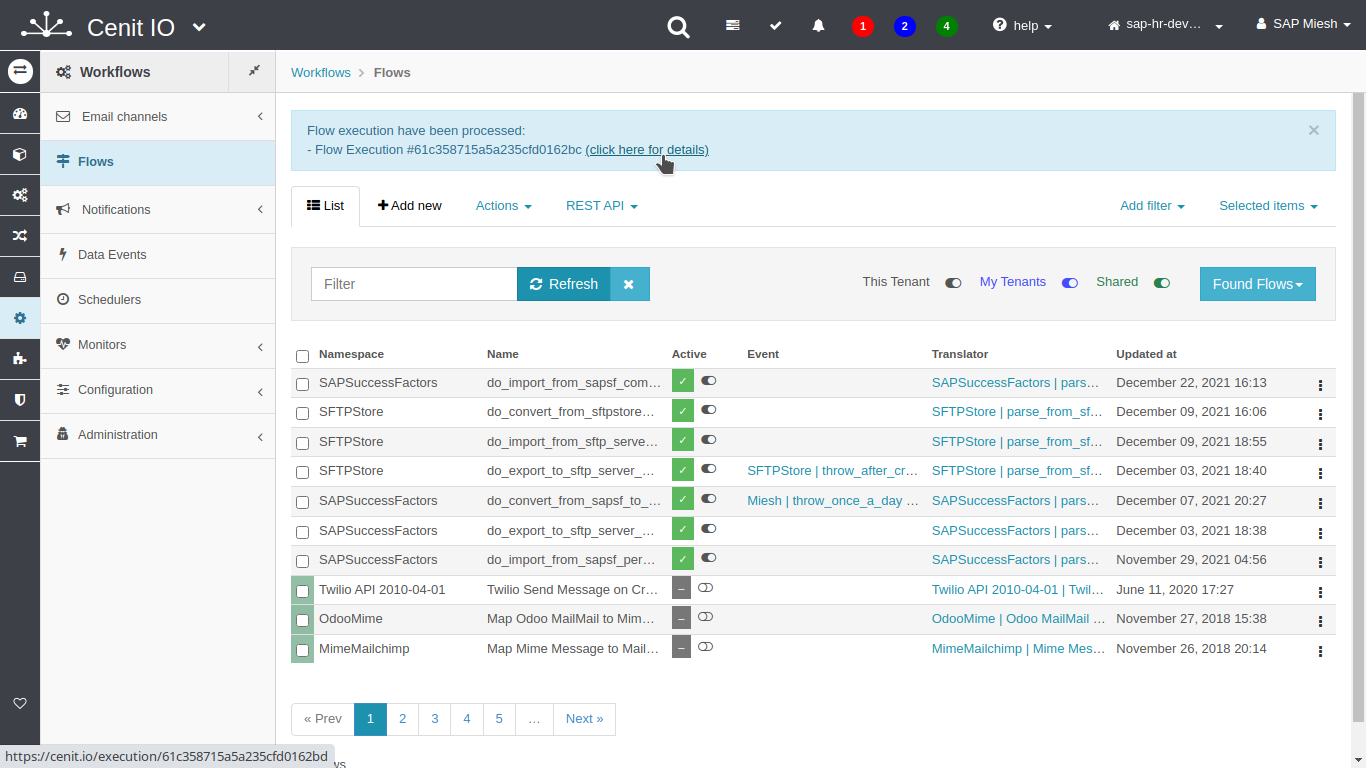 Cenit IO
1 2 4 help sap-hr-dev... SAP Miesh
Workflows
Workflows > Flows
Email channels
Flows
Notifications
Data Events
Schedulers
Monitors
Configuration
Administration
Flow execution have been processed: ×
- Flow Execution #61c358715a5a235cfd0162bc (click here for details)
List Add new Actions REST API Add filter Selected items
Filter Refresh This Tenant My Tenants Shared Found Flows
Namespace Name Active Event Translator Updated at
SAPSuccessFactors do_import_from_sapsf_com... ✓ SAPSuccessFactors | pars... December 22, 2021 16:13
SFTPStore do_convert_from_sftpstore... ✓ SFTPStore | parse_from_sf... December 09, 2021 16:06
SFTPStore do_import_from_sftp_serve... ✓ SFTPStore | parse_from_sf... December 09, 2021 18:55
SFTPStore do_export_to_sftp_server_... ✓ SFTPStore | throw_after_cr... SFTPStore | parse_from_sf... December 03, 2021 18:40
SAPSuccessFactors do_convert_from_sapsf_to_... ✓ Miesh | throw_once_a_day ... SAPSuccessFactors | pars... December 07, 2021 20:27
SAPSuccessFactors do_export_to_sftp_server_... ✓ SAPSuccessFactors | pars... December 03, 2021 18:38
SAPSuccessFactors do_import_from_sapsf_per... ✓ SAPSuccessFactors | pars... November 29, 2021 04:56
Twilio API 2010-04-01 Twilio Send Message on Cr... – Twilio API 2010-04-01 | Twil... June 11, 2020 17:27
OdooMime Map Odoo MailMail to Mim... – OdooMime | Odoo MailMail ... November 27, 2018 15:38
MimeMailchimp Map Mime Message to Mail... – MimeMailchimp | Mime Mes... November 26, 2018 20:14
« Prev 1 2 3 4 5 ... Next »
https://cenit.io/execution/61c358715a5a235cfd0162bd